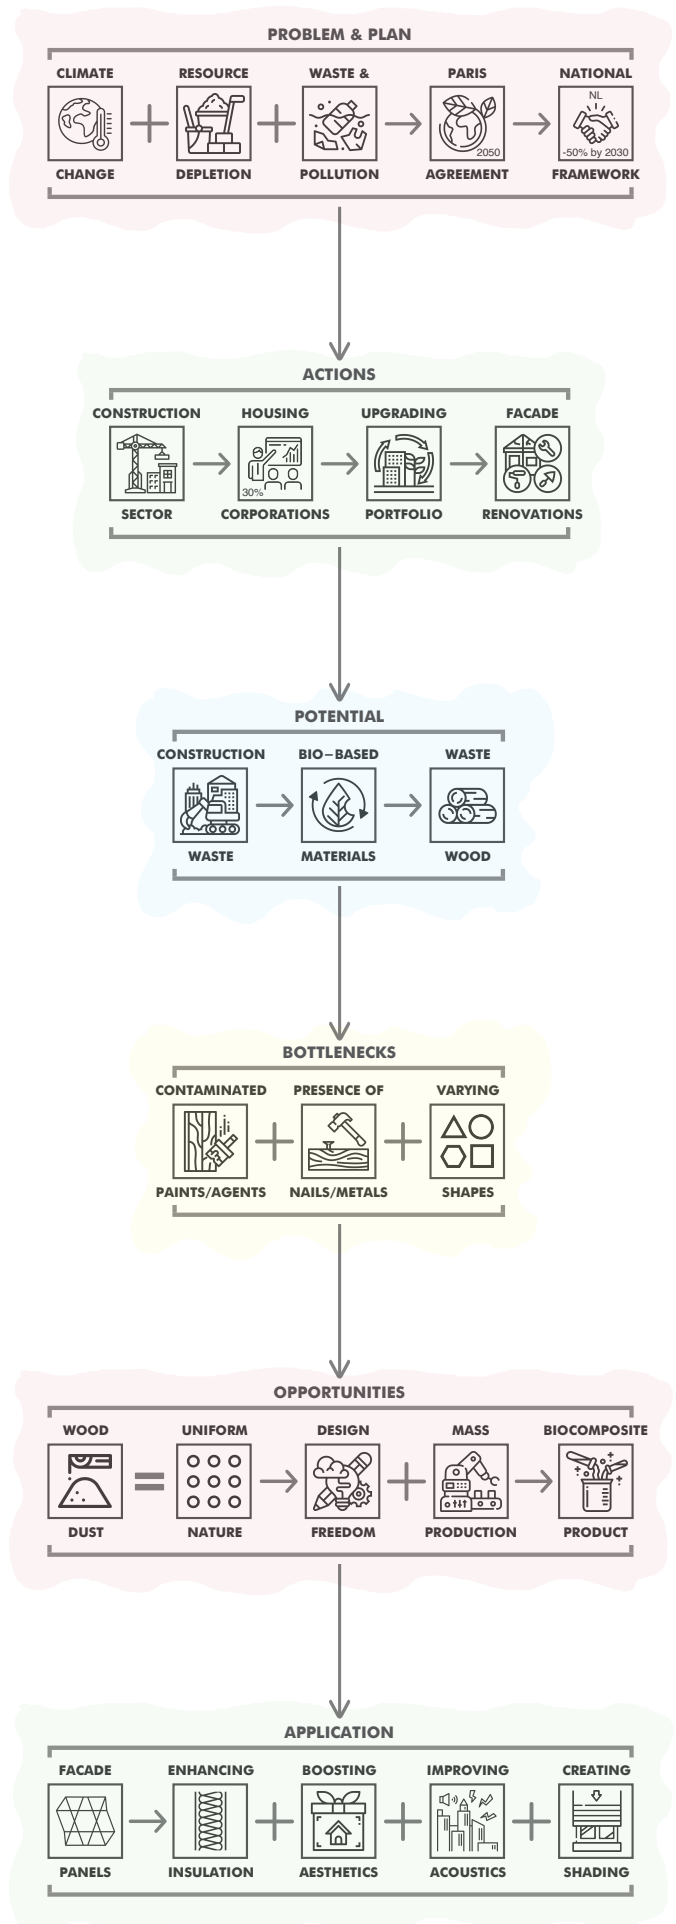 PROBLEM & PLAN
CLIMATE RESOURCE WASTE & PARIS NATIONAL
NL
2050 -50% by 2030
CHANGE DEPLETION POLLUTION AGREEMENT FRAMEWORK
ACTIONS
CONSTRUCTION HOUSING UPGRADING FACADE
30%
SECTOR CORPORATIONS PORTFOLIO RENOVATIONS
POTENTIAL
CONSTRUCTION BIO–BASED WASTE
WASTE MATERIALS WOOD
BOTTLENECKS
CONTAMINATED PRESENCE OF VARYING
PAINTS/AGENTS NAILS/METALS SHAPES
OPPORTUNITIES
WOOD UNIFORM DESIGN MASS BIOCOMPOSITE
DUST NATURE FREEDOM PRODUCTION PRODUCT
APPLICATION
FACADE ENHANCING BOOSTING IMPROVING CREATING
PANELS INSULATION AESTHETICS ACOUSTICS SHADING